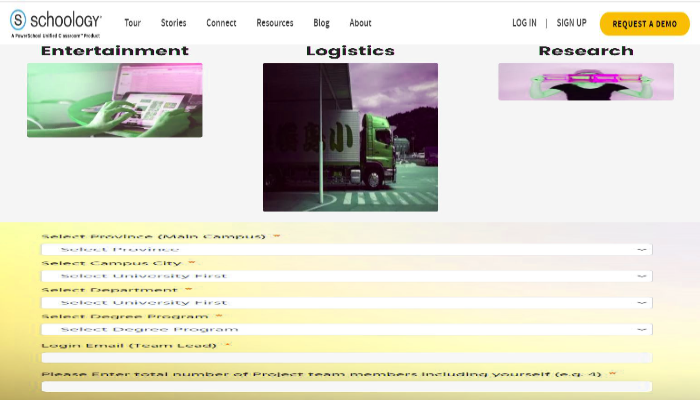 S schoology®
A PowerSchool Unified Classroom™ Product
Tour Stories Connect Resources Blog About
LOG IN | SIGN UP REQUEST A DEMO
Entertainment Logistics Research
Select Province (Main Campus) *
Select Province
Select Campus City *
Select University First
Select Department *
Select University First
Select Degree Program *
Select Degree Program
Login Email (Team Lead) *
Please Enter total number of Project team members including yourself (e.g. 4) *